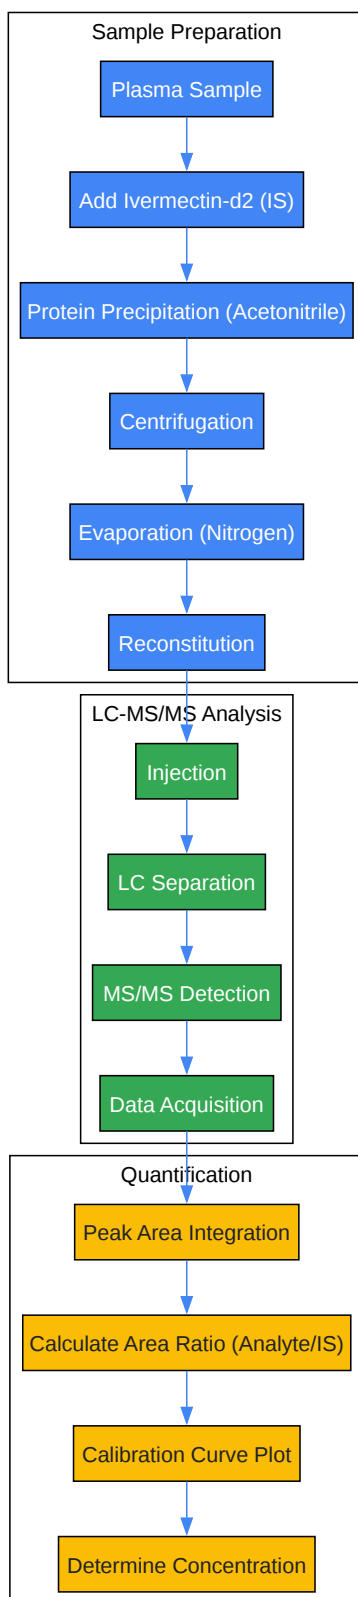 Sample Preparation
Plasma Sample
Add Ivermectin-d2 (IS)
Protein Precipitation (Acetonitrile)
Centrifugation
Evaporation (Nitrogen)
Reconstitution
LC-MS/MS Analysis
Injection
LC Separation
MS/MS Detection
Data Acquisition
Quantification
Peak Area Integration
Calculate Area Ratio (Analyte/IS)
Calibration Curve Plot
Determine Concentration